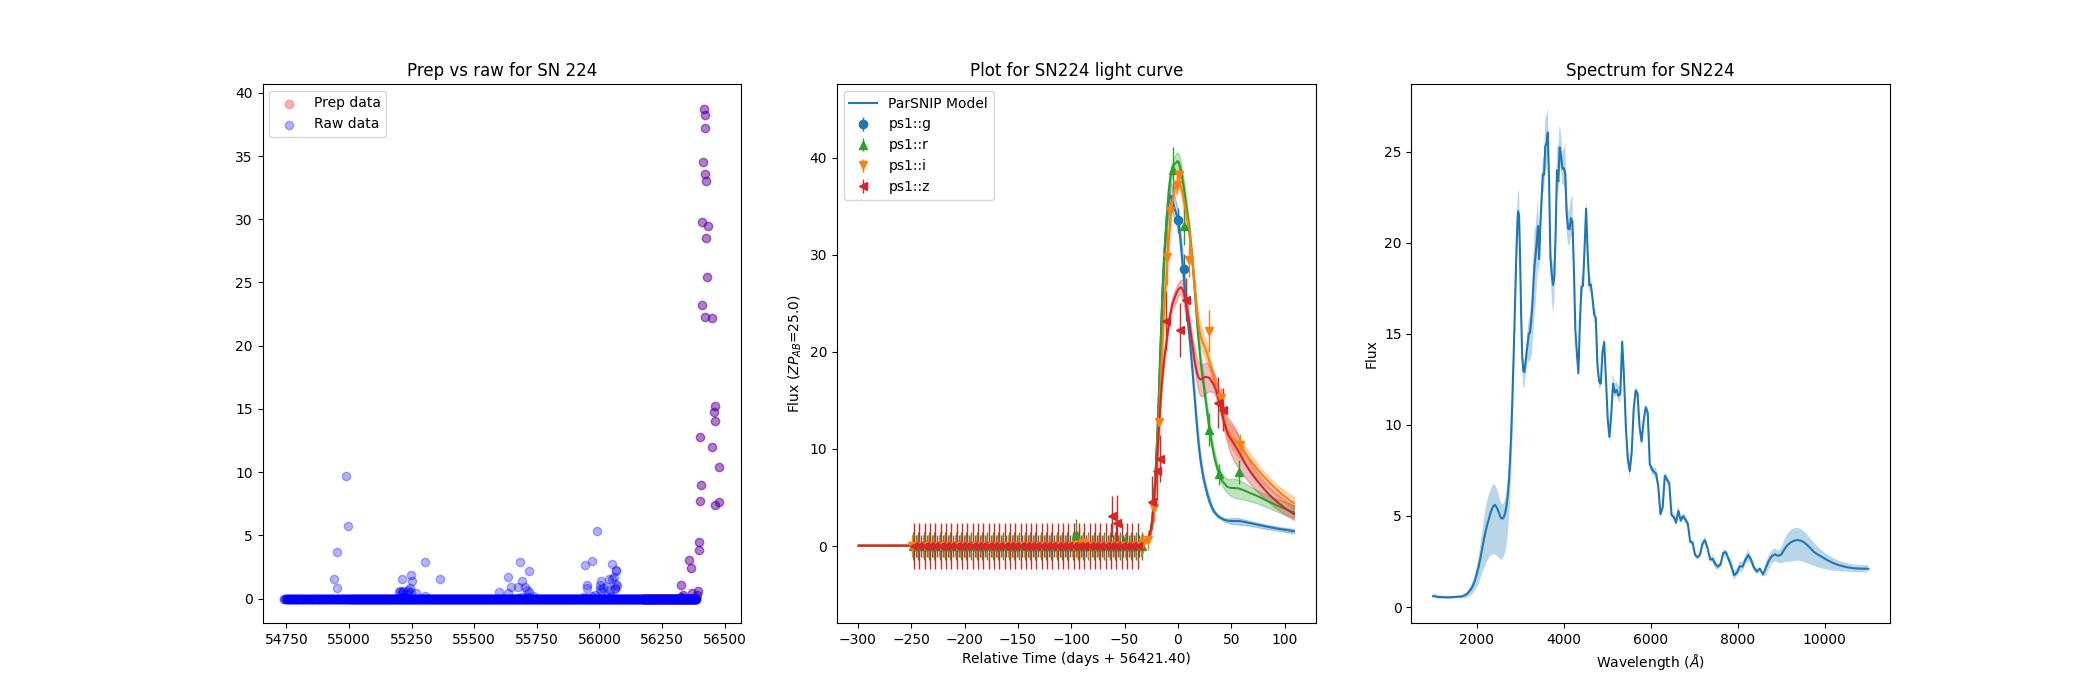 Prep vs raw for SN 224
Prep data
Raw data
40
35
30
25
20
15
10
5
0
54750 55000 55250 55500 55750 56000 56250 56500
Plot for SN224 light curve
ParSNIP Model
ps1::g
ps1::r
ps1::i
ps1::z
Flux (ZP_AB=25.0)
40
30
20
10
0
−300 −250 −200 −150 −100 −50 0 50 100
Relative Time (days + 56421.40)
Spectrum for SN224
Flux
25
20
15
10
5
0
2000 4000 6000 8000 10000
Wavelength (Å)